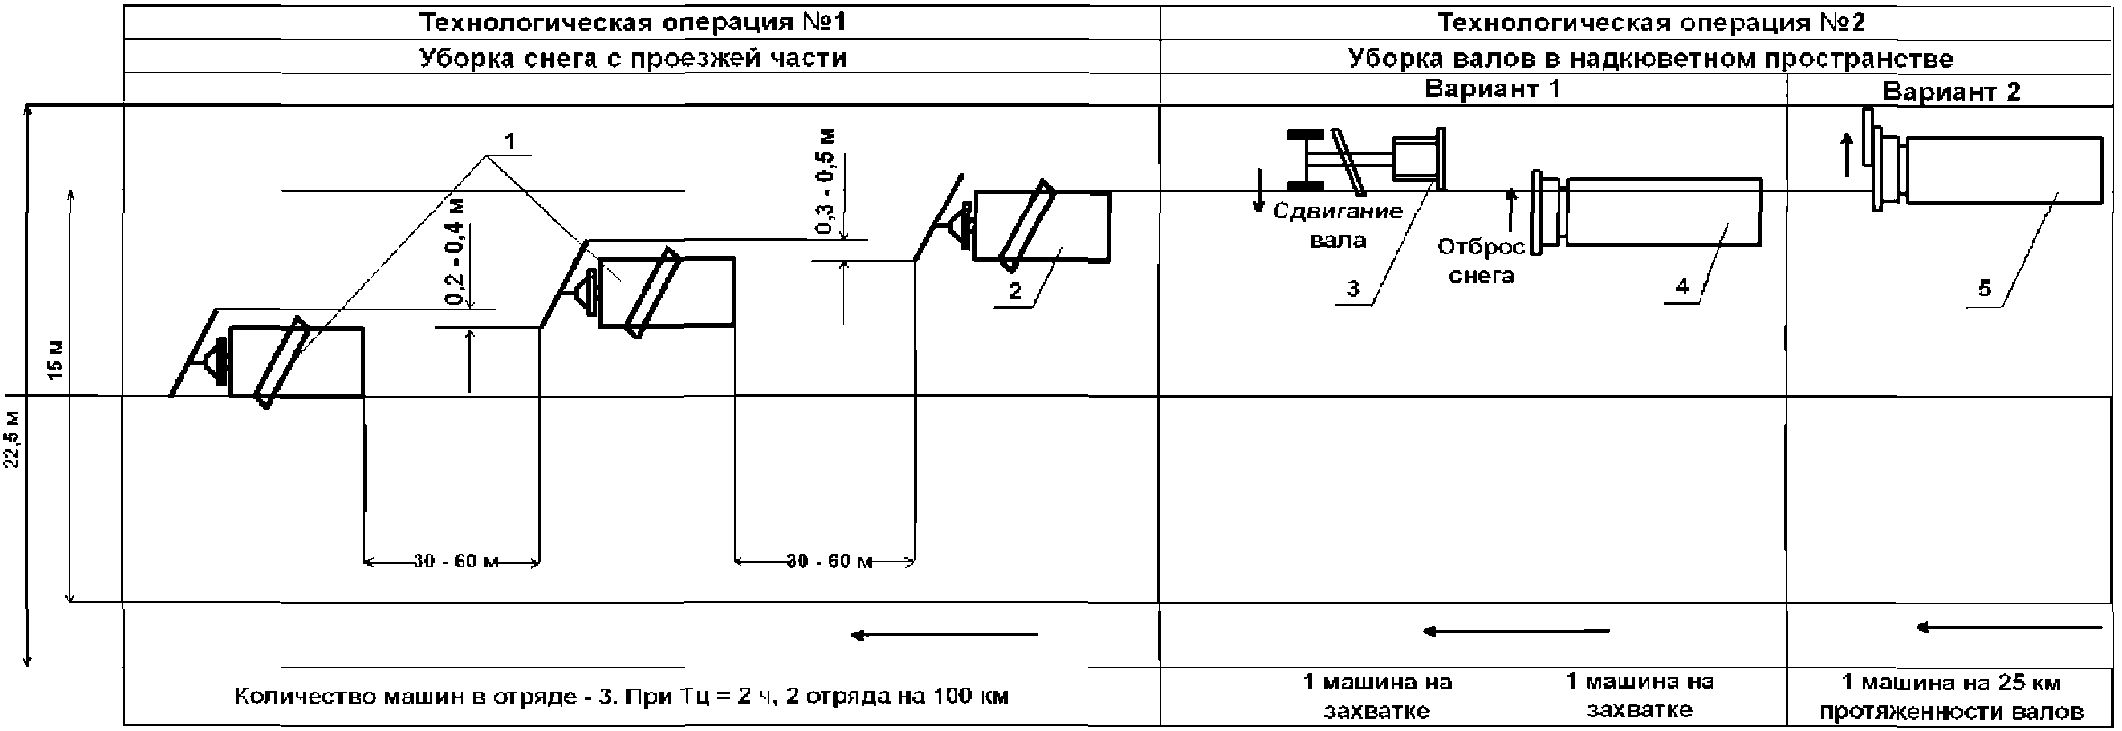 Технологическая операция №1
Технологическая операция №2
Уборка снега с проезжей части
Уборка валов в надкюветном пространстве
Вариант 1
Вариант 2
1
0,3 - 0,5 м
0,2 - 0,4 м
2
Сдвигание
вала
3
Отброс
снега
4
5
15 м
22,5 м
30 - 60 м
30 - 60 м
Количество машин в отряде - 3. При Тц = 2 ч, 2 отряда на 100 км
1 машина на
захватке
1 машина на
захватке
1 машина на 25 км
протяженности валов